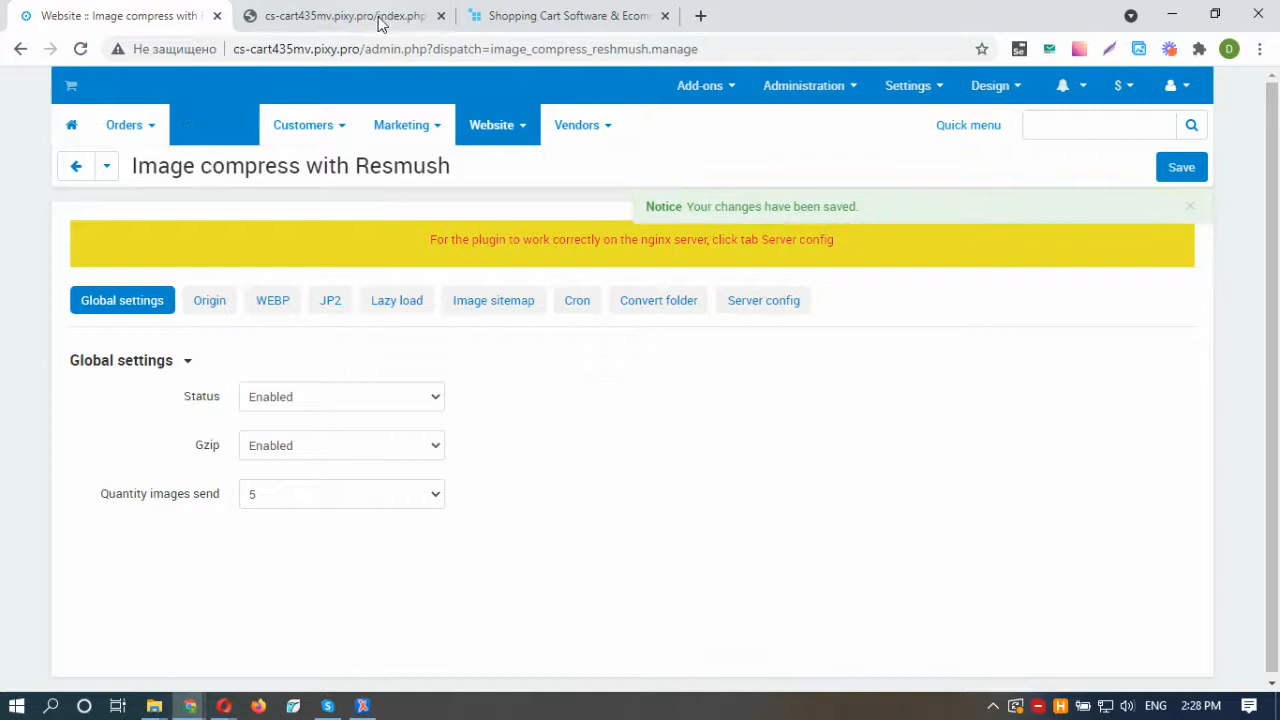 Website :: Image compress with
cs-cart435mv.pixy.pro/index.php
Shopping Cart Software & Ecom
Не защищено
cs-cart435mv.pixy.pro/admin.php?dispatch=image_compress_reshmush.manage
D
Add-ons
Administration
Settings
Design
$
Orders
Customers
Marketing
Website
Vendors
Quick menu
Image compress with Resmush
Save
Notice Your changes have been saved.
For the plugin to work correctly on the nginx server, click tab Server config
Global settings
Origin
WEBP
JP2
Lazy load
Image sitemap
Cron
Convert folder
Server config
Global settings
Status
Enabled
Gzip
Enabled
Quantity images send
5
ENG
2:28 PM